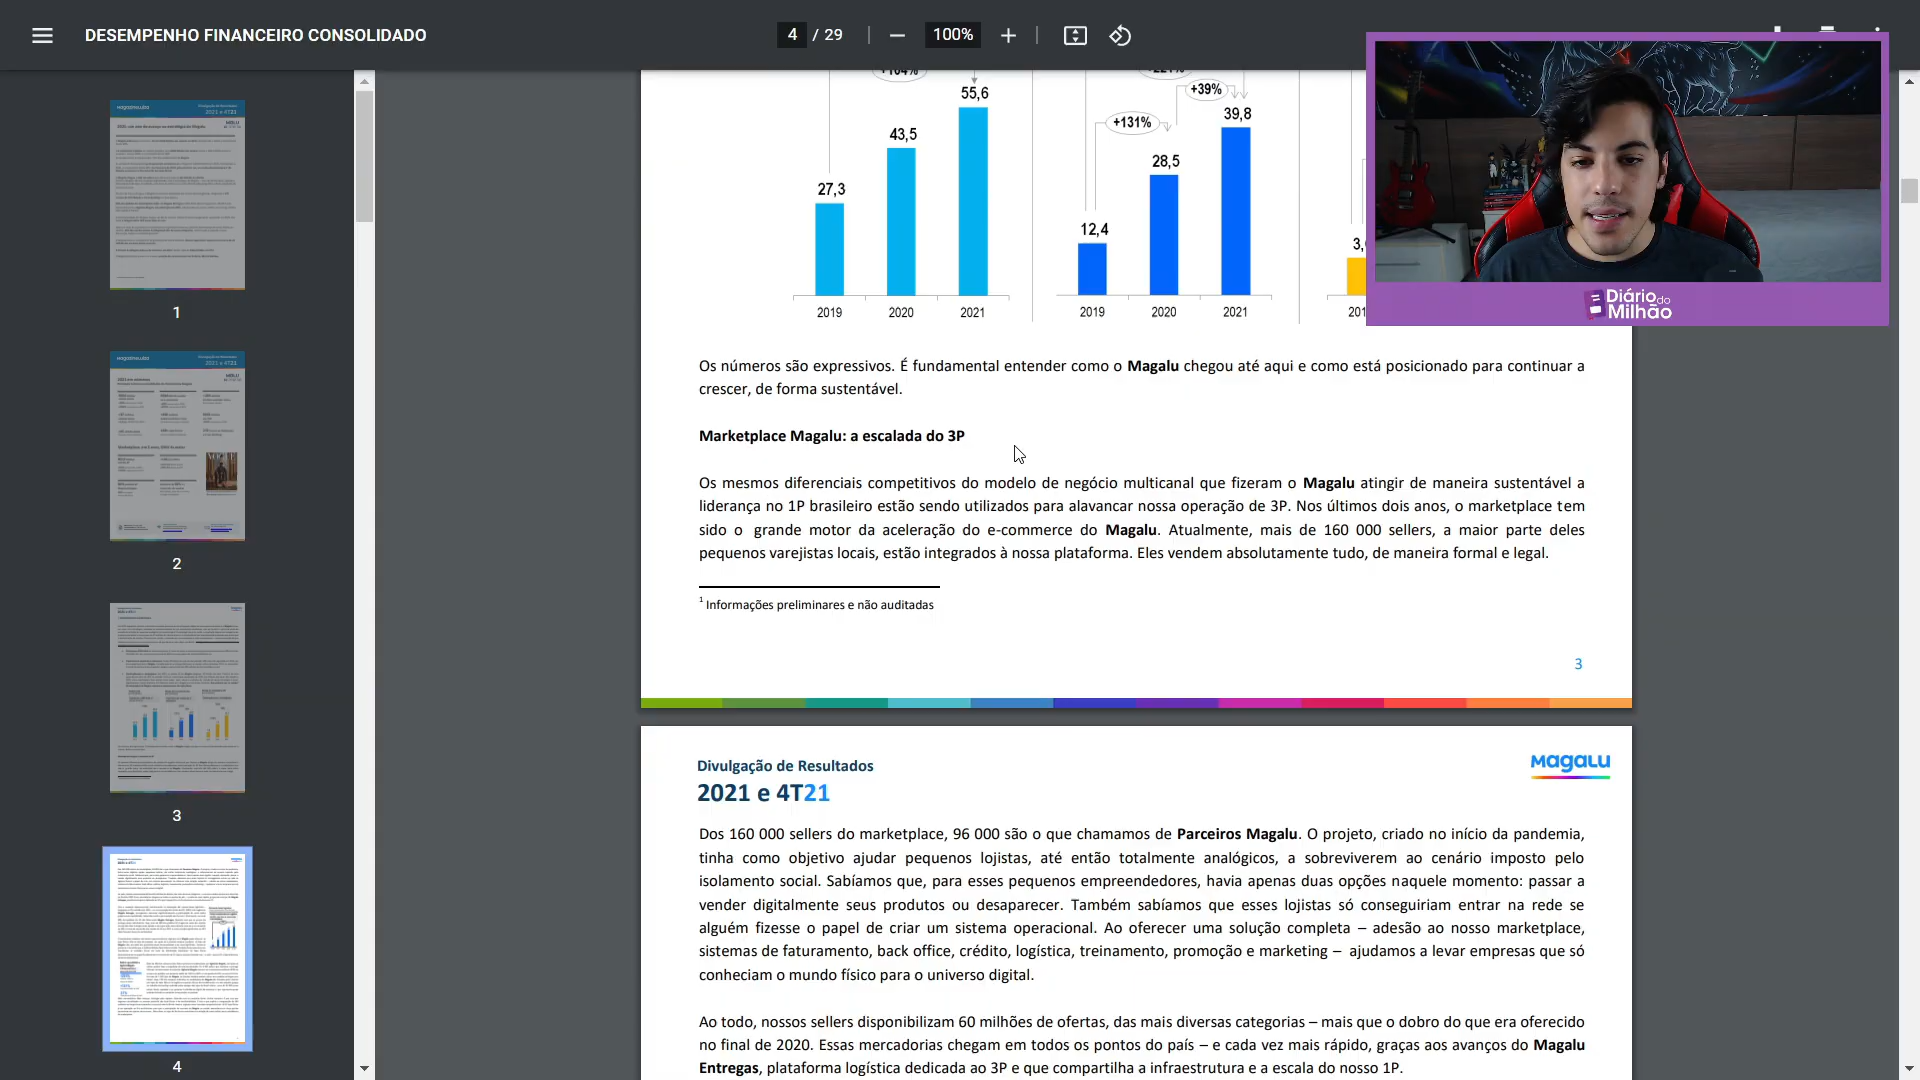 DESEMPENHO FINANCEIRO CONSOLIDADO
4 / 29
100%
1
2
3
4
55,6
43,5
27,3
2019 2020 2021
+39%
+131%
39,8
28,5
12,4
2019 2020 2021
Diário do
Milhão
Os números são expressivos. É fundamental entender como o Magalu chegou até aqui e como está posicionado para continuar a
crescer, de forma sustentável.
Marketplace Magalu: a escalada do 3P
Os mesmos diferenciais competitivos do modelo de negócio multicanal que fizeram o Magalu atingir de maneira sustentável a
liderança no 1P brasileiro estão sendo utilizados para alavancar nossa operação de 3P. Nos últimos dois anos, o marketplace tem
sido o grande motor da aceleração do e-commerce do Magalu. Atualmente, mais de 160 000 sellers, a maior parte deles
pequenos varejistas locais, estão integrados à nossa plataforma. Eles vendem absolutamente tudo, de maneira formal e legal.
1 Informações preliminares e não auditadas
3
Divulgação de Resultados
2021 e 4T21
Magalu
Dos 160 000 sellers do marketplace, 96 000 são o que chamamos de Parceiros Magalu. O projeto, criado no início da pandemia,
tinha como objetivo ajudar pequenos lojistas, até então totalmente analógicos, a sobreviverem ao cenário imposto pelo
isolamento social. Sabíamos que, para esses pequenos empreendedores, havia apenas duas opções naquele momento: passar a
vender digitalmente seus produtos ou desaparecer. Também sabíamos que esses lojistas só conseguiriam entrar na rede se
alguém fizesse o papel de criar um sistema operacional. Ao oferecer uma solução completa – adesão ao nosso marketplace,
sistemas de faturamento, back office, crédito, logística, treinamento, promoção e marketing – ajudamos a levar empresas que só
conheciam o mundo físico para o universo digital.
Ao todo, nossos sellers disponibilizam 60 milhões de ofertas, das mais diversas categorias – mais que o dobro do que era oferecido
no final de 2020. Essas mercadorias chegam em todos os pontos do país – e cada vez mais rápido, graças aos avanços do Magalu
Entregas, plataforma logística dedicada ao 3P e que compartilha a infraestrutura e a escala do nosso 1P.